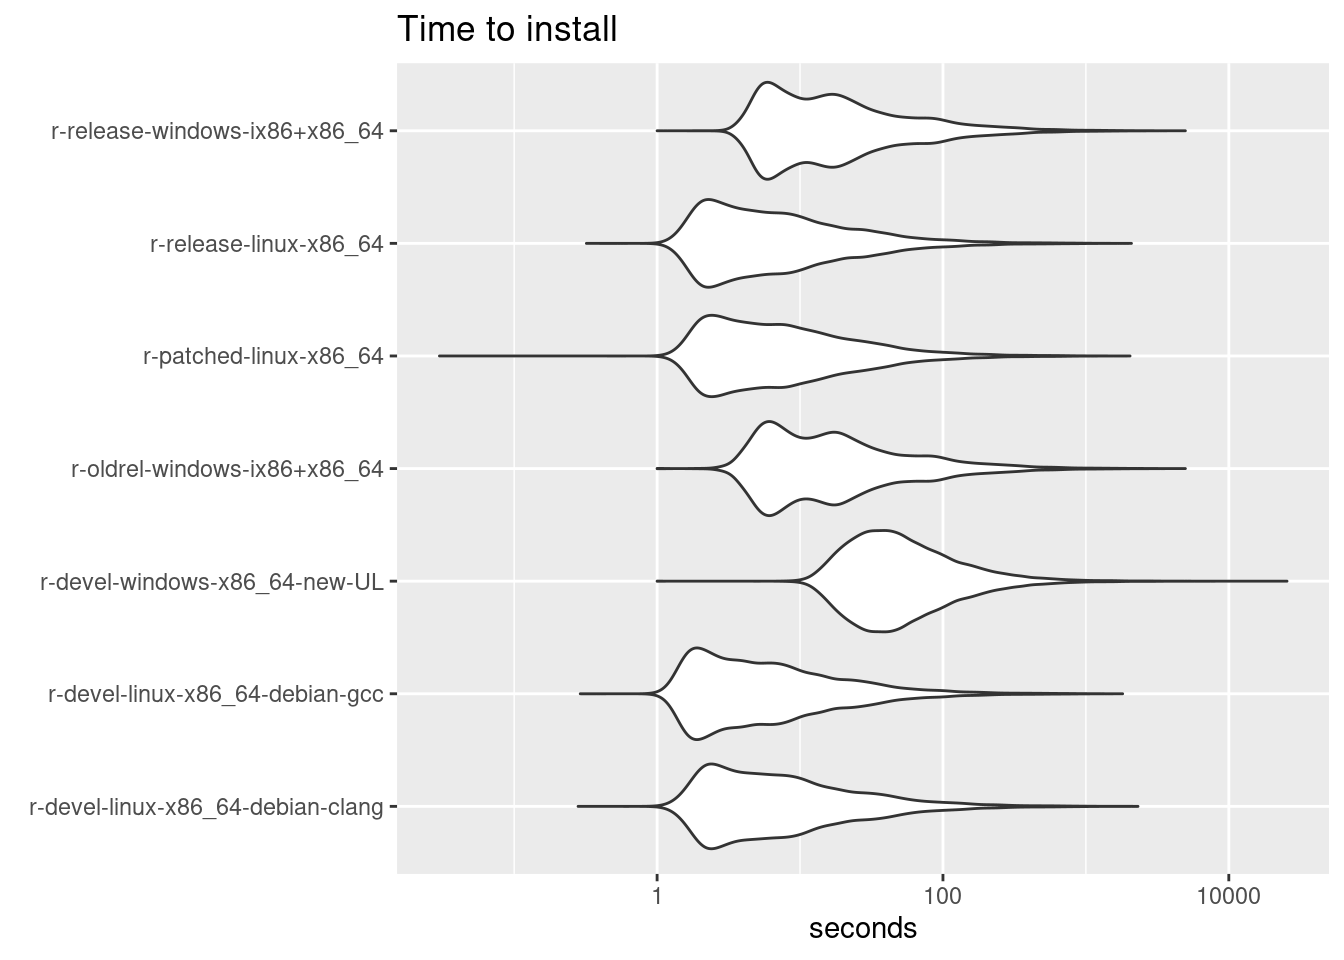 Time to install
r-release-windows-ix86+x86_64
r-release-linux-x86_64
r-patched-linux-x86_64
r-oldrel-windows-ix86+x86_64
r-devel-windows-x86_64-new-UL
r-devel-linux-x86_64-debian-gcc
r-devel-linux-x86_64-debian-clang
1 100 10000
seconds